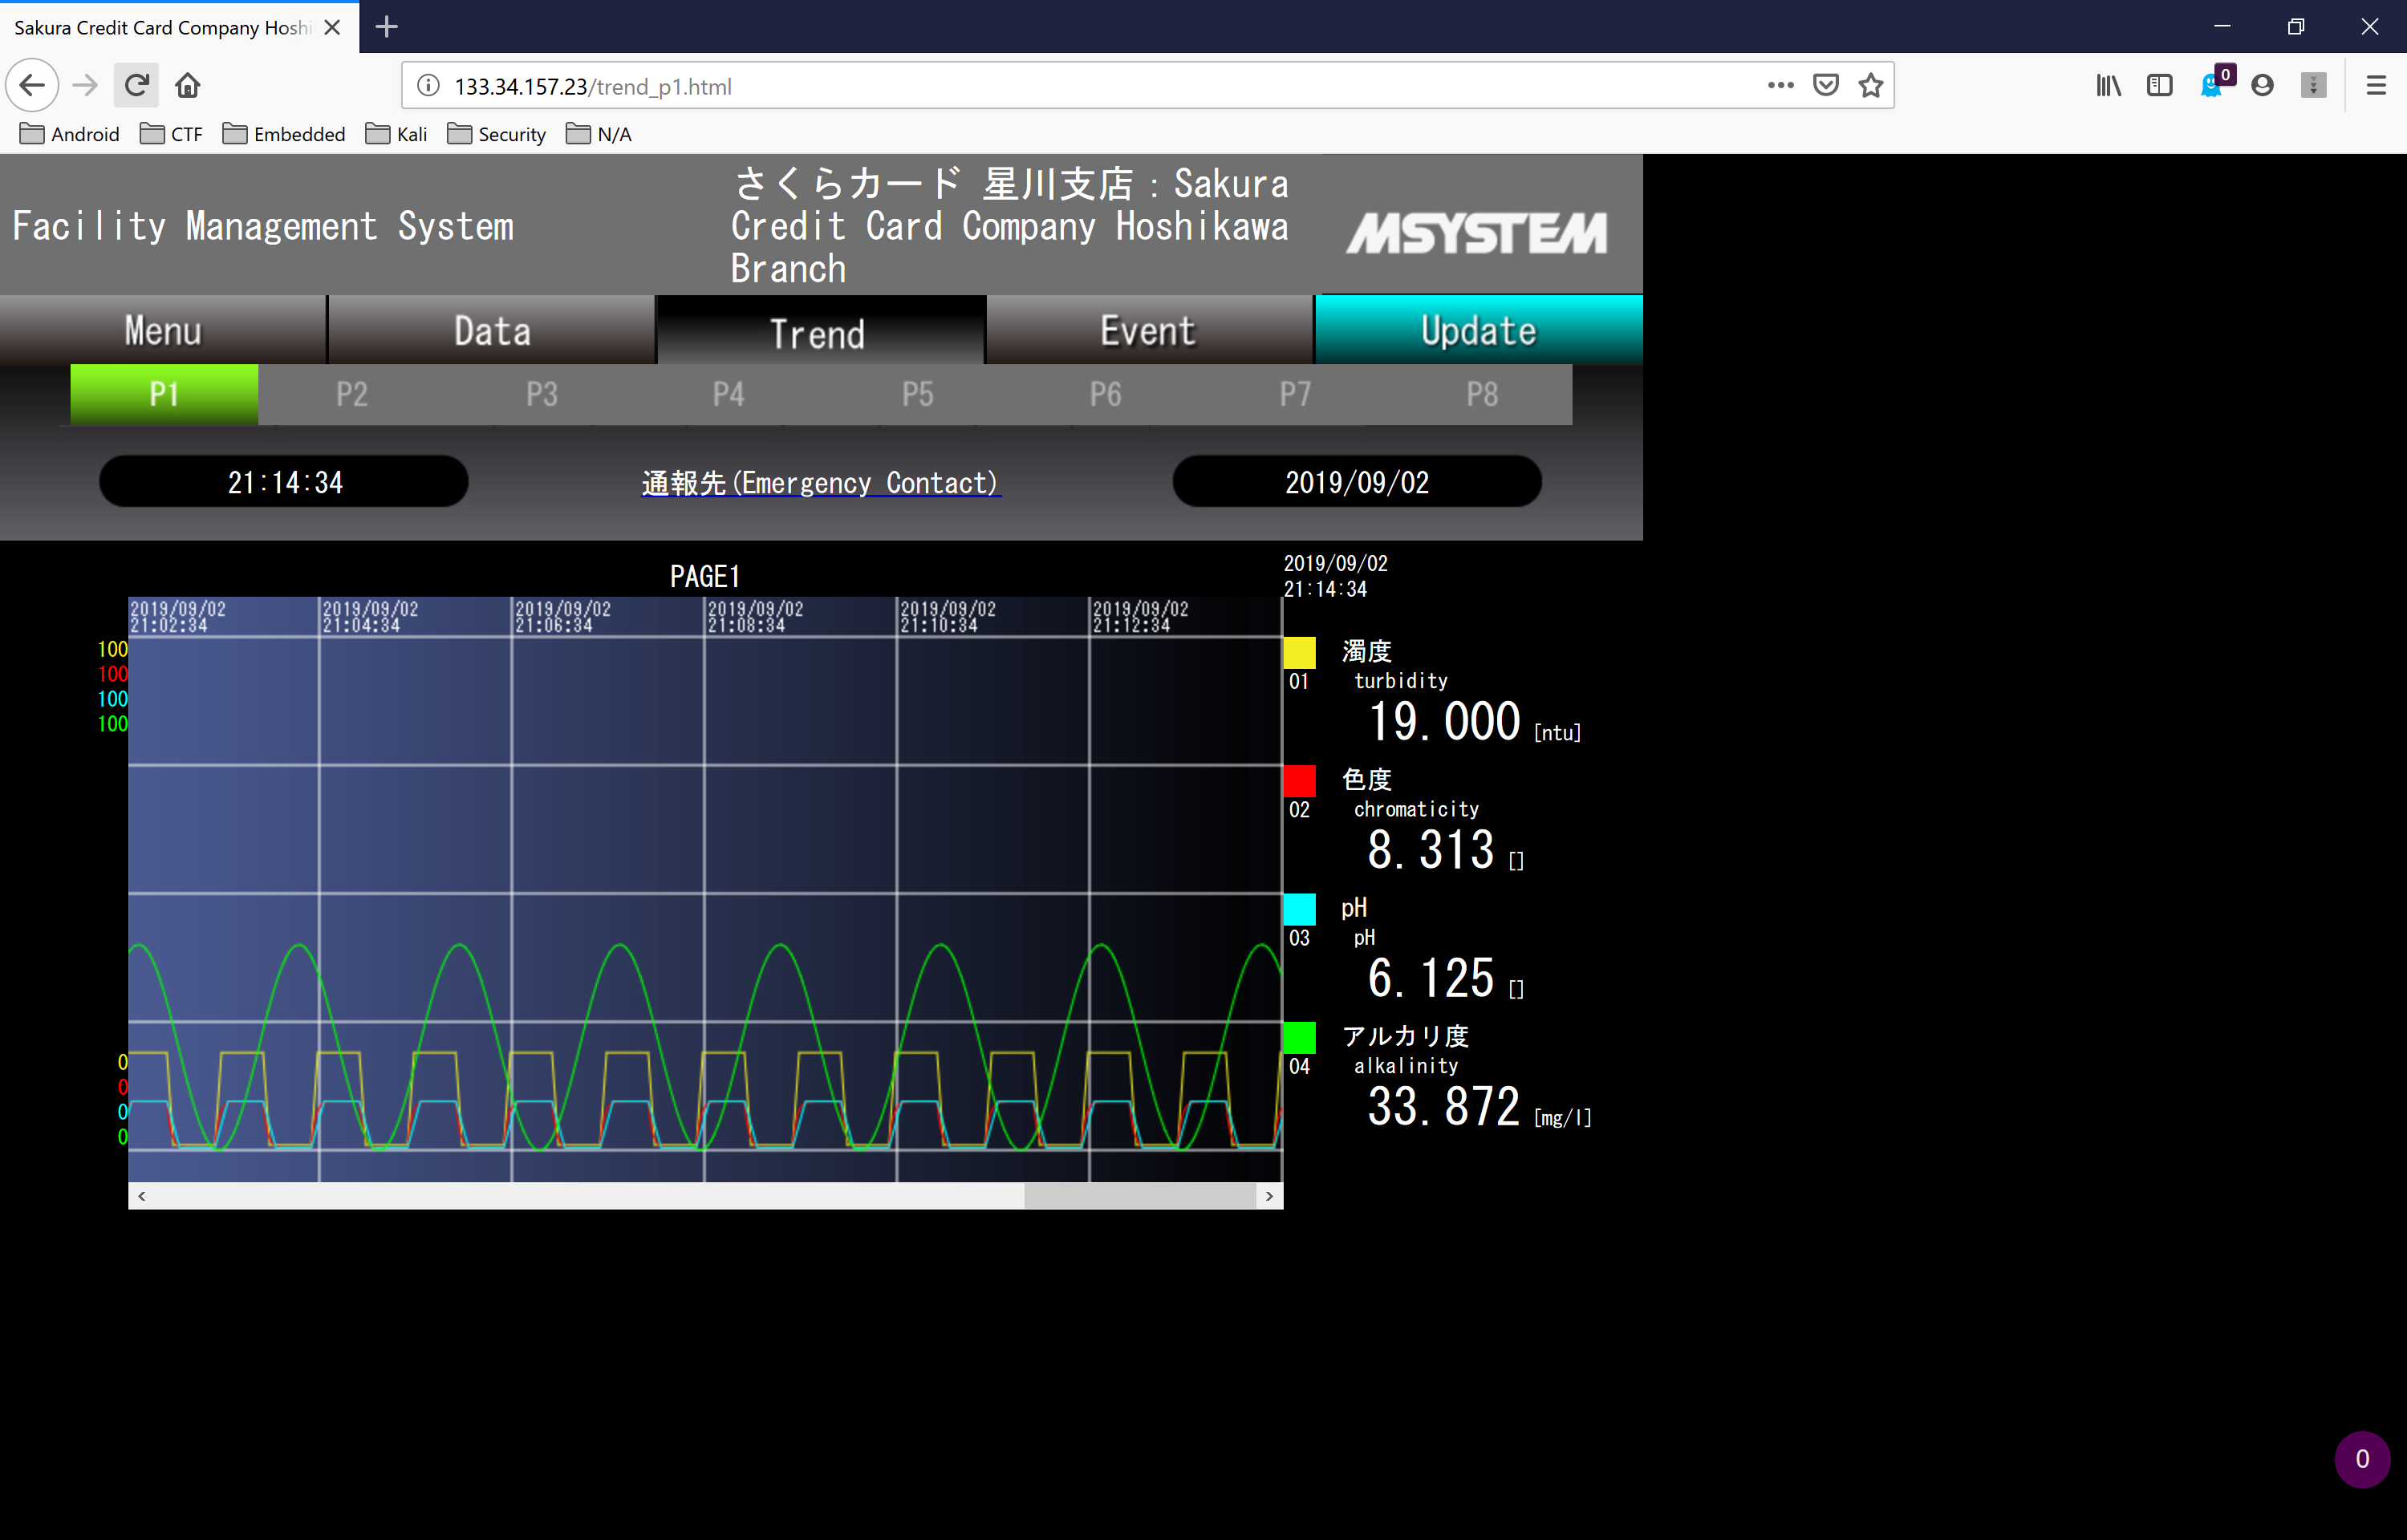 Sakura Credit Card Company Hoshi
133.34.157.23/trend_p1.html
0
Android
CTF
Embedded
Kali
Security
N/A
Facility Management System
さくらカード 星川支店：Sakura
Credit Card Company Hoshikawa
Branch
MSYSTEM
Menu
Data
Trend
Event
Update
P1
P2
P3
P4
P5
P6
P7
P8
21:14:34
通報先(Emergency Contact)
2019/09/02
PAGE1
2019/09/02
21:14:34
2019/09/02
21:02:34
2019/09/02
21:04:34
2019/09/02
21:06:34
2019/09/02
21:08:34
2019/09/02
21:10:34
2019/09/02
21:12:34
100
100
100
100
0
0
0
0
01
濁度
turbidity
19.000 [ntu]
02
色度
chromaticity
8.313 []
03
pH
pH
6.125 []
04
アルカリ度
alkalinity
33.872 [mg/l]
0